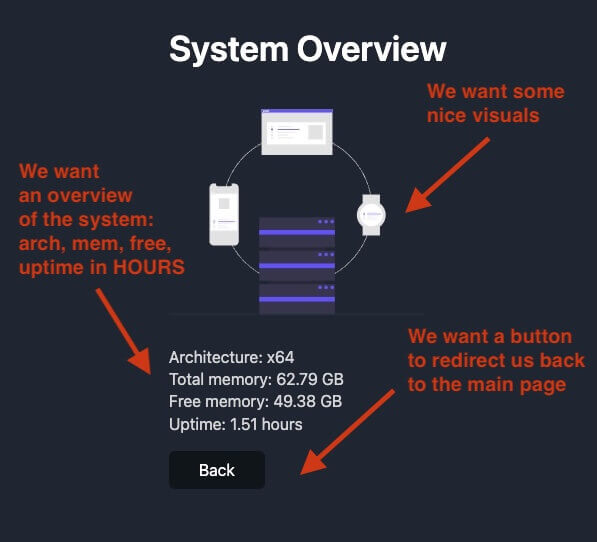 System Overview
We want some
nice visuals
We want
an overview
of the system:
arch, mem, free,
uptime in HOURS
We want a button
to redirect us back
to the main page
Architecture: x64
Total memory: 62.79 GB
Free memory: 49.38 GB
Uptime: 1.51 hours
Back